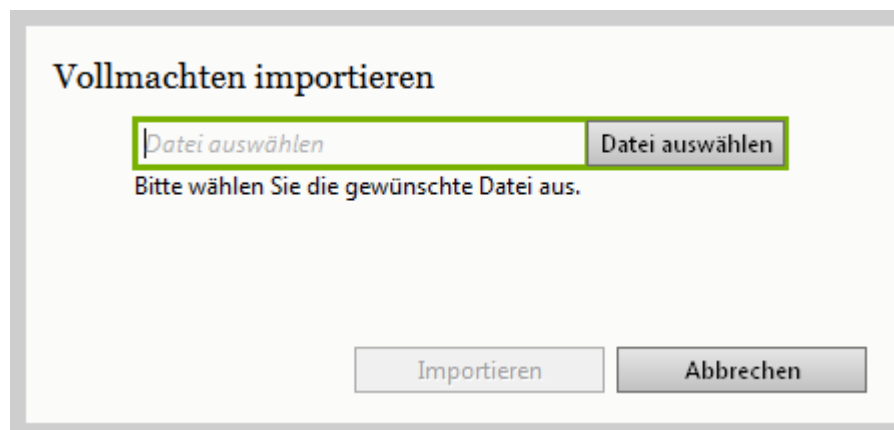 Vollmachten importieren
Datei auswählen Datei auswählen
Bitte wählen Sie die gewünschte Datei aus.
Importieren Abbrechen